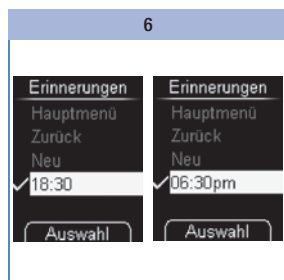 6
Erinnerungen
Hauptmenü
Zurück
Neu
18:30
Auswahl
Erinnerungen
Hauptmenü
Zurück
Neu
06:30pm
Auswahl